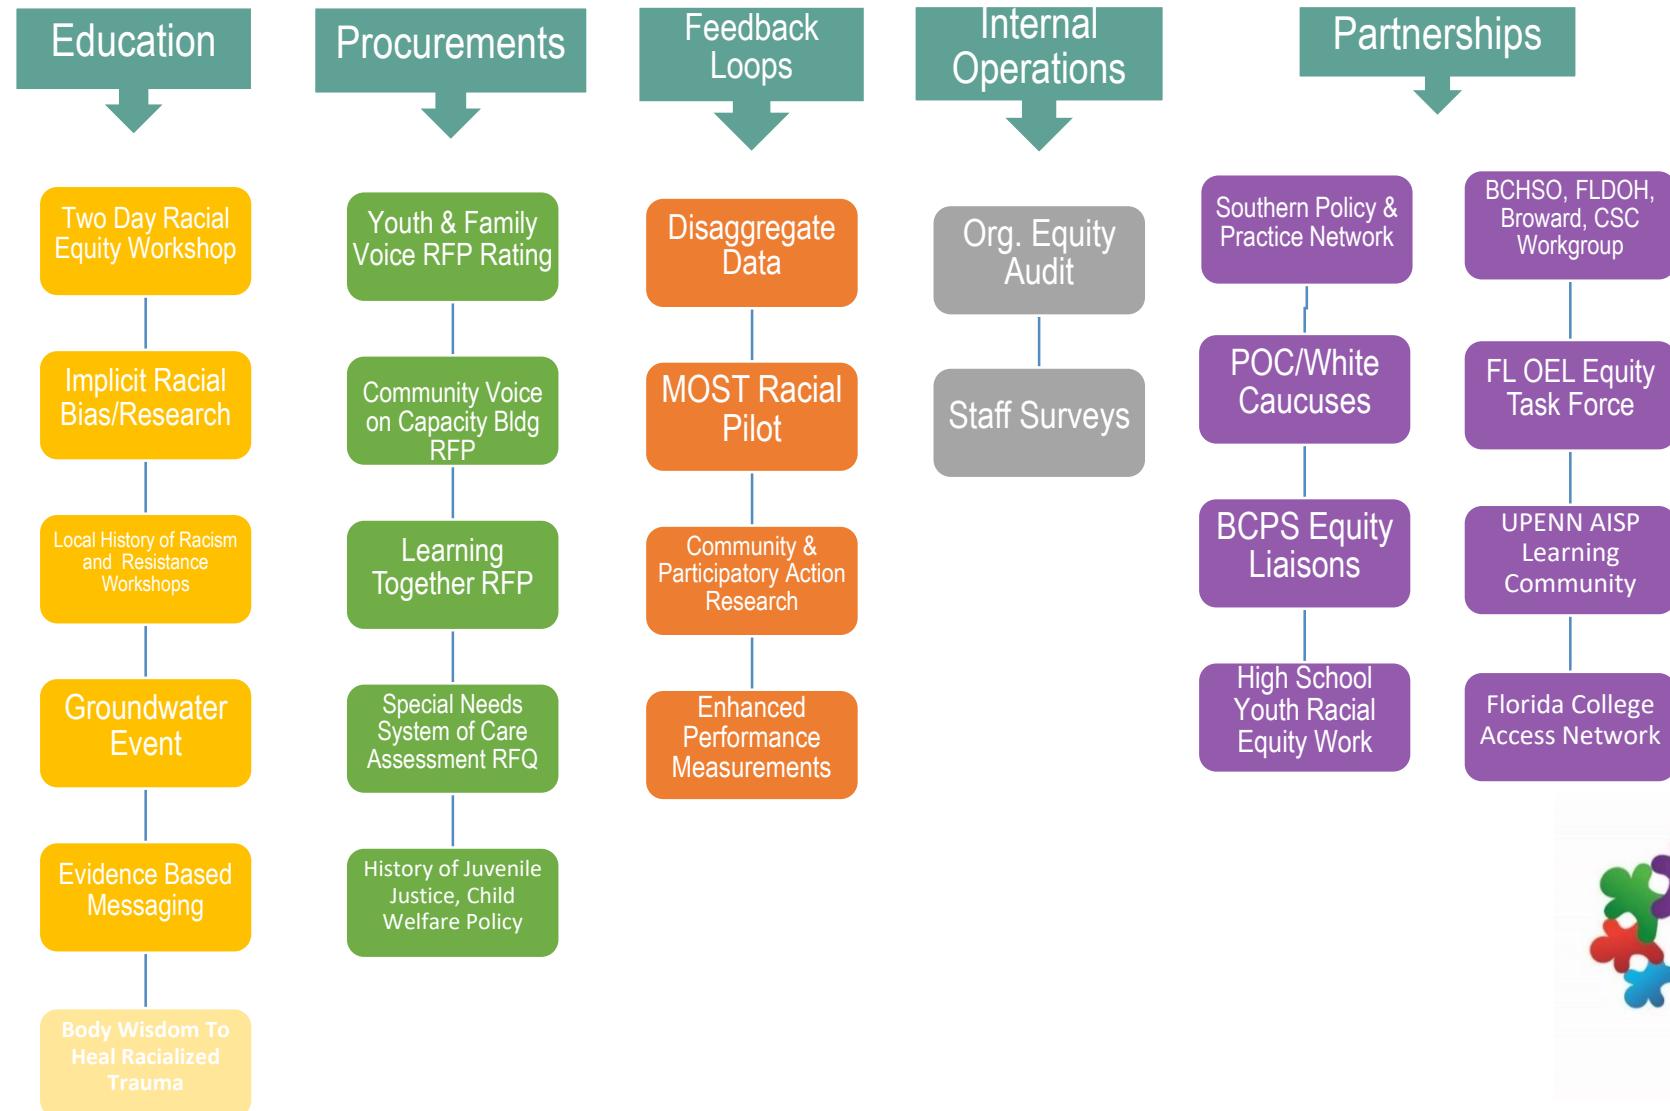 Education
Two Day Racial
Equity Workshop
Implicit Racial
Bias/Research
Local History of Racism
and Resistance
Workshops
Groundwater
Event
Evidence Based
Messaging
Body Wisdom To
Heal Racialized
Trauma
Procurements
Youth & Family
Voice RFP Rating
Community Voice
on Capacity Bldg
RFP
Learning
Together RFP
Special Needs
System of Care
Assessment RFQ
History of Juvenile
Justice, Child
Welfare Policy
Feedback
Loops
Disaggregate
Data
MOST Racial
Pilot
Community &
Participatory Action
Research
Enhanced
Performance
Measurements
Internal
Operations
Org. Equity
Audit
Staff Surveys
Partnerships
Southern Policy &
Practice Network
POC/White
Caucuses
BCPS Equity
Liaisons
High School
Youth Racial
Equity Work
BCHSO, FLDOH,
Broward, CSC
Workgroup
FL OEL Equity
Task Force
UPENN AISP
Learning
Community
Florida College
Access Network